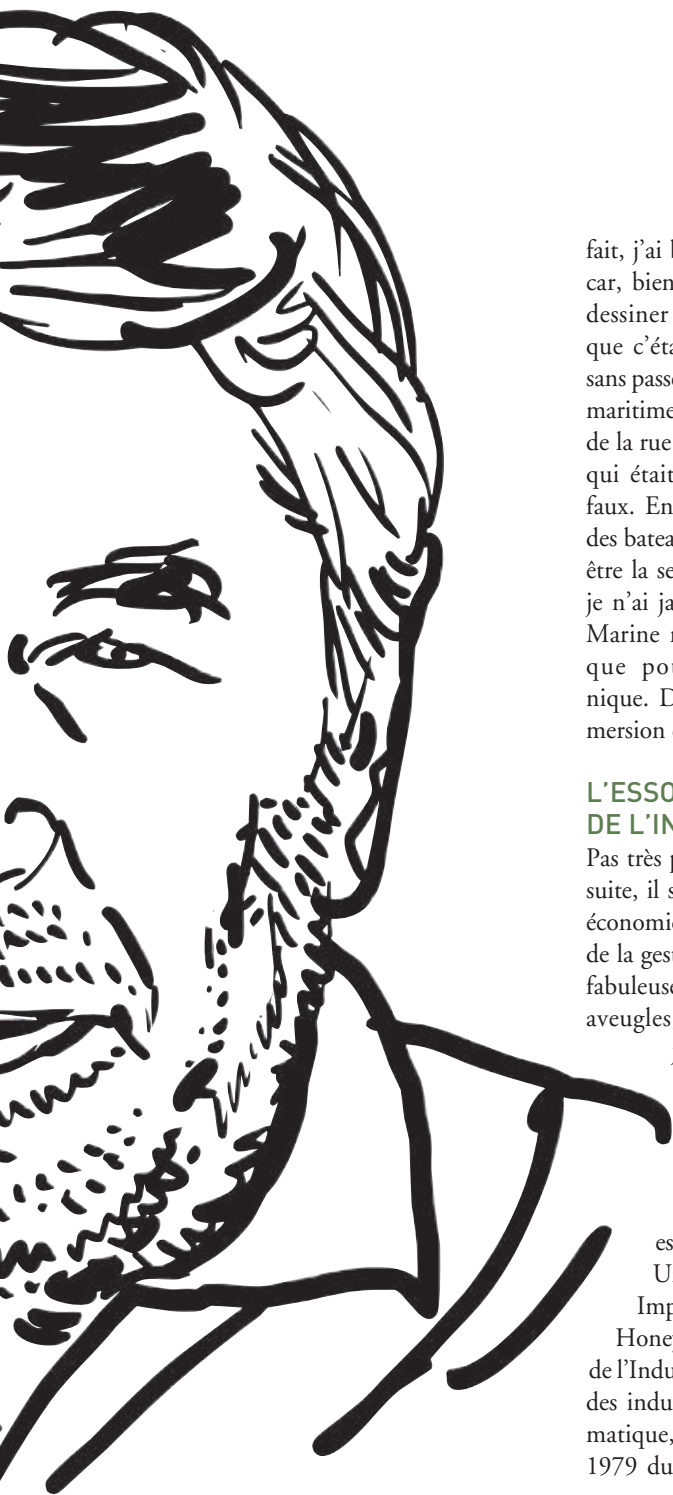 fait, j'ai
car, bien
dessiner
que c'éta
sans pass
maritime
de la rue
qui était
faux. En
des batea
être la se
je n'ai ja
Marine
que pou
nique. D
mersion
L'ESSO
DE L'IN
Pas très
suite, il s
économi
de la gest
fabuleuse
aveugles
es
U
Imp
Hone
de l'Indu
des indu
matique,
1979 du